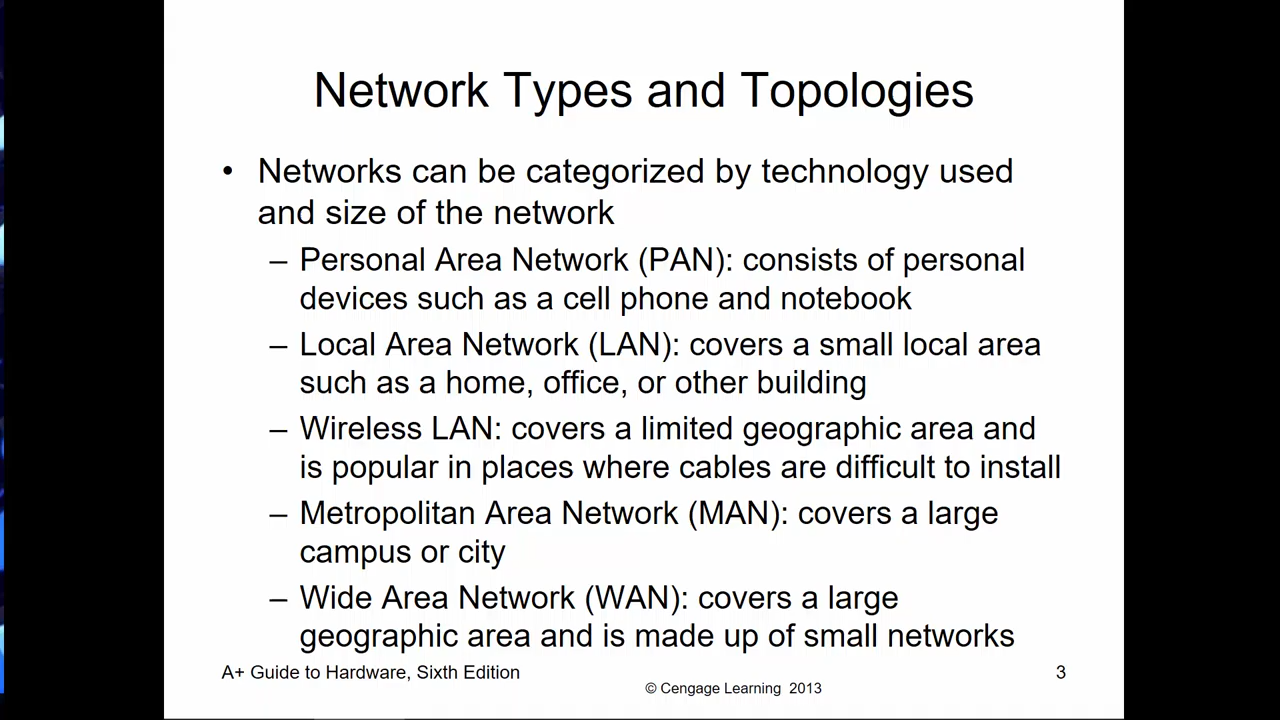 Network Types and Topologies
• Networks can be categorized by technology used
and size of the network
– Personal Area Network (PAN): consists of personal
devices such as a cell phone and notebook
– Local Area Network (LAN): covers a small local area
such as a home, office, or other building
– Wireless LAN: covers a limited geographic area and
is popular in places where cables are difficult to install
– Metropolitan Area Network (MAN): covers a large
campus or city
– Wide Area Network (WAN): covers a large
geographic area and is made up of small networks
A+ Guide to Hardware, Sixth Edition
3
© Cengage Learning 2013